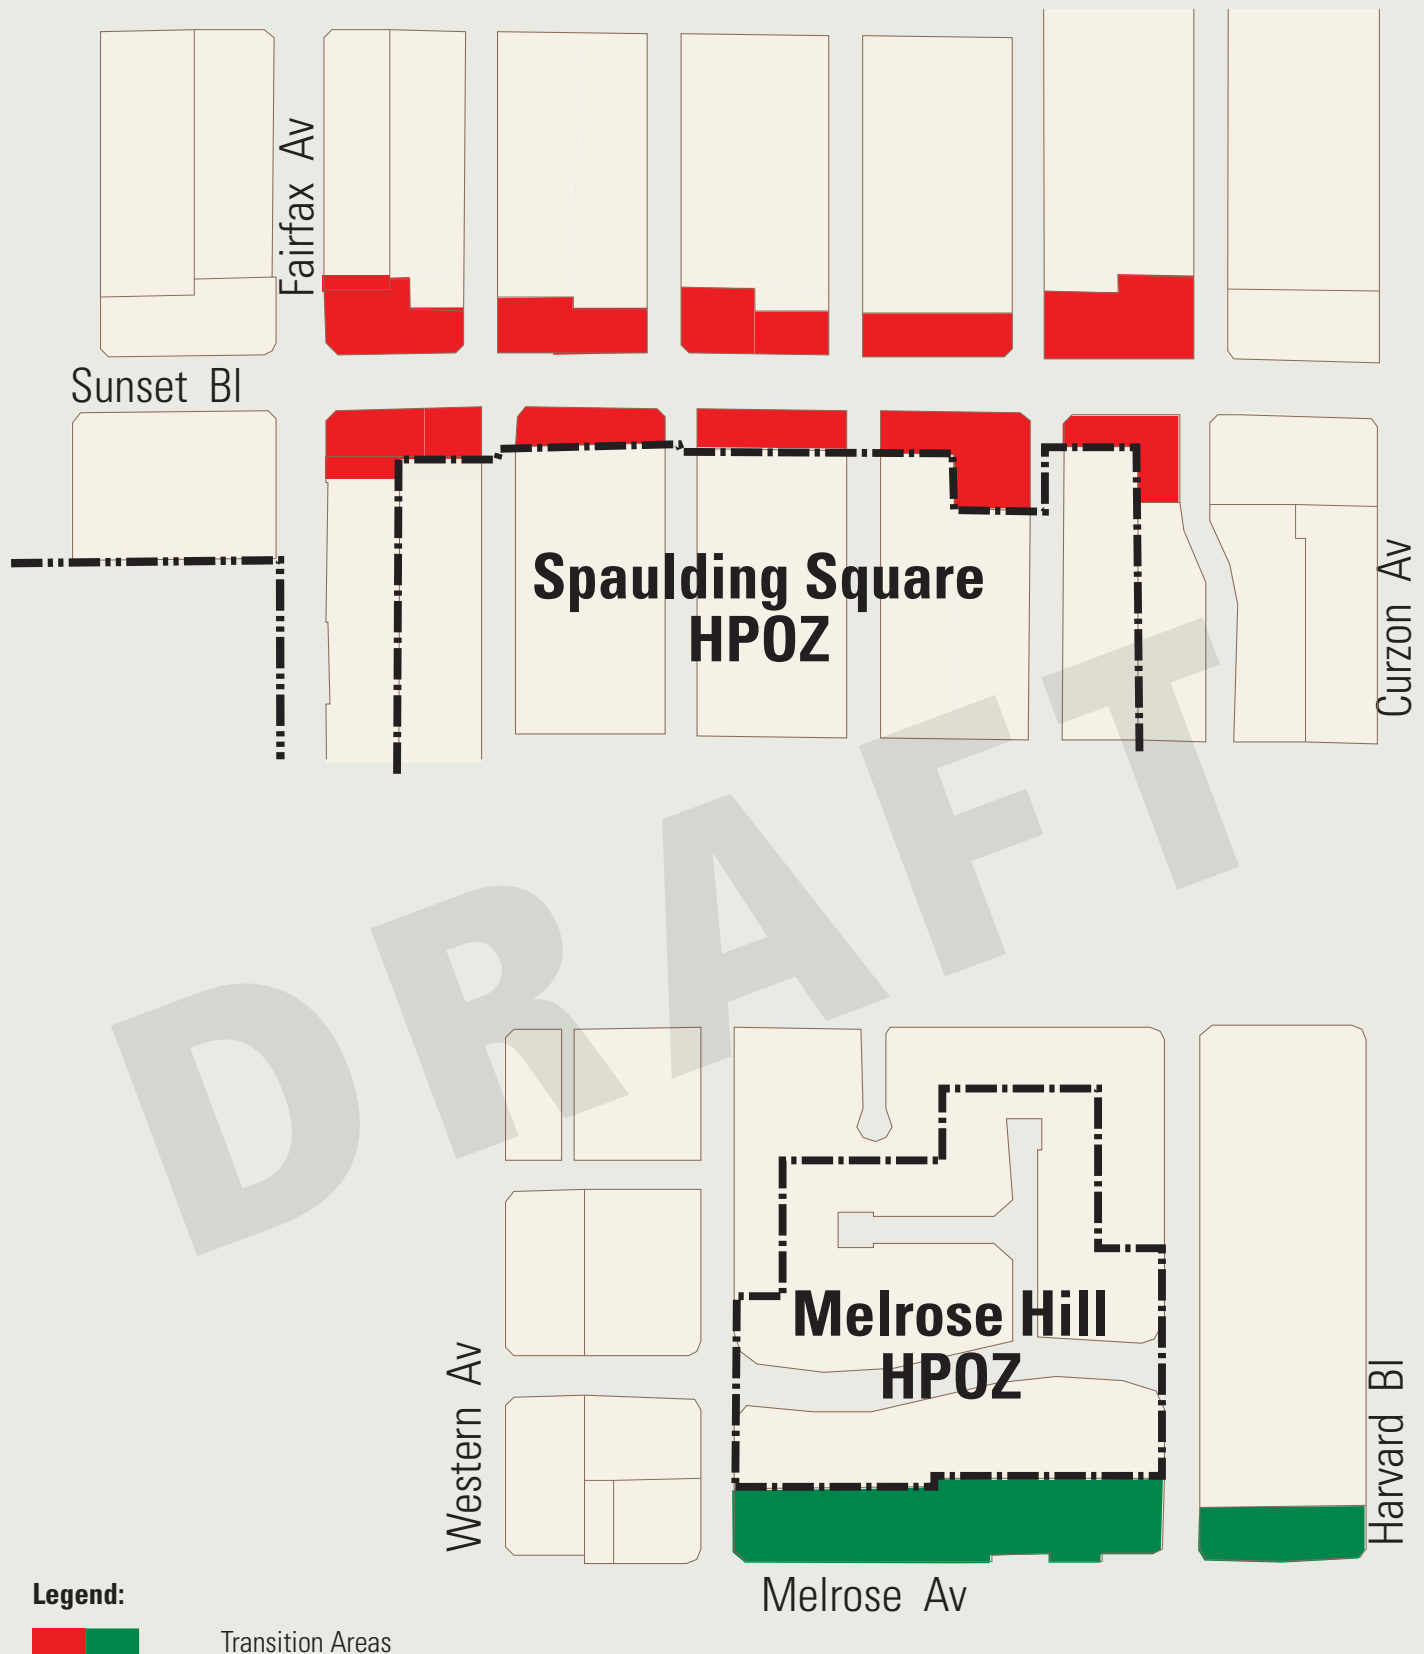 Fairfax Av
Sunset Bl
Spaulding Square
HPOZ
Curzon Av
DRAFT
Melrose Hill
HPOZ
Western Av
Harvard Bl
Melrose Av
Legend:
Transition Areas